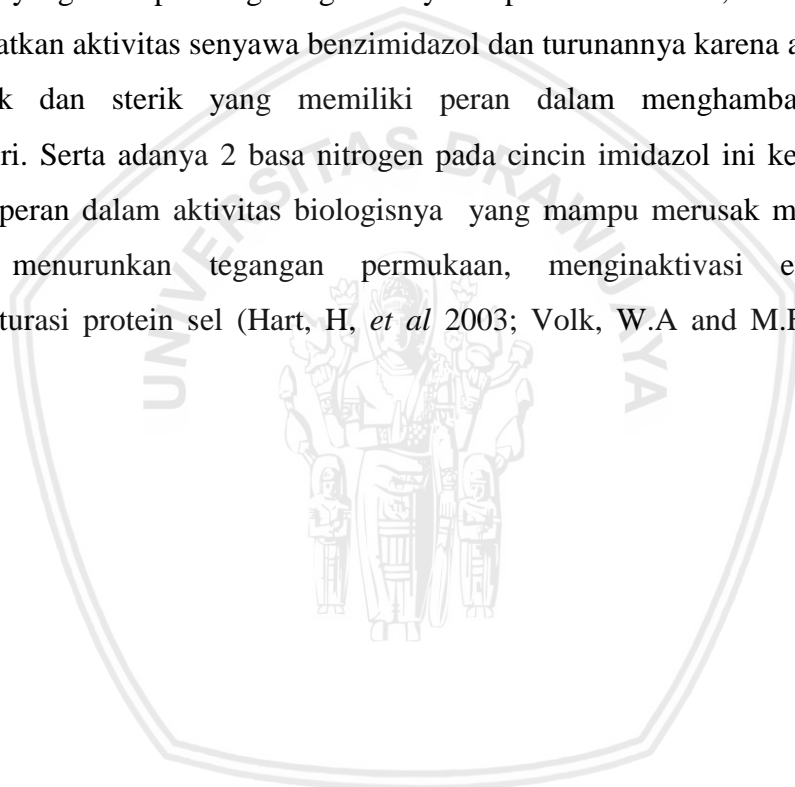 atkan aktivitas senyawa benzimidazol dan turunannya karena a
k dan sterik yang memiliki peran dalam menghamba
ri. Serta adanya 2 basa nitrogen pada cincin imidazol ini ke
peran dalam aktivitas biologisnya yang mampu merusak m
menurunkan tegangan permukaan, menginaktivasi e
turasi protein sel (Hart, H, et al 2003; Volk, W.A and M.F
UNIVERSITAS BRAWIJAYA